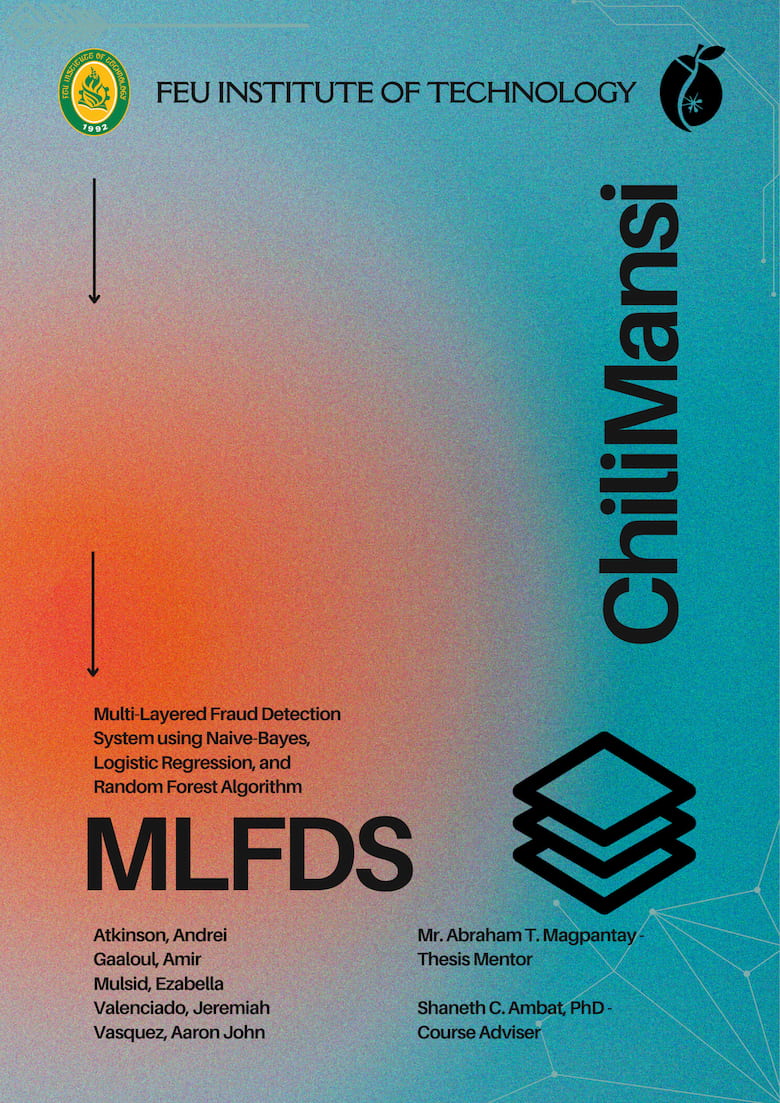 FEU INSTITUTE OF TECHNOLOGY
1992
FEU INSTITUTE OF TECHNOLOGY
ChiliMansi
Multi-Layered Fraud Detection
System using Naive-Bayes,
Logistic Regression, and
Random Forest Algorithm
MLFDS
Atkinson, Andrei
Gaaloul, Amir
Mulsid, Ezabella
Valenciado, Jeremiah
Vasquez, Aaron John
Mr. Abraham T. Magpantay -
Thesis Mentor
Shaneth C. Ambat, PhD -
Course Adviser